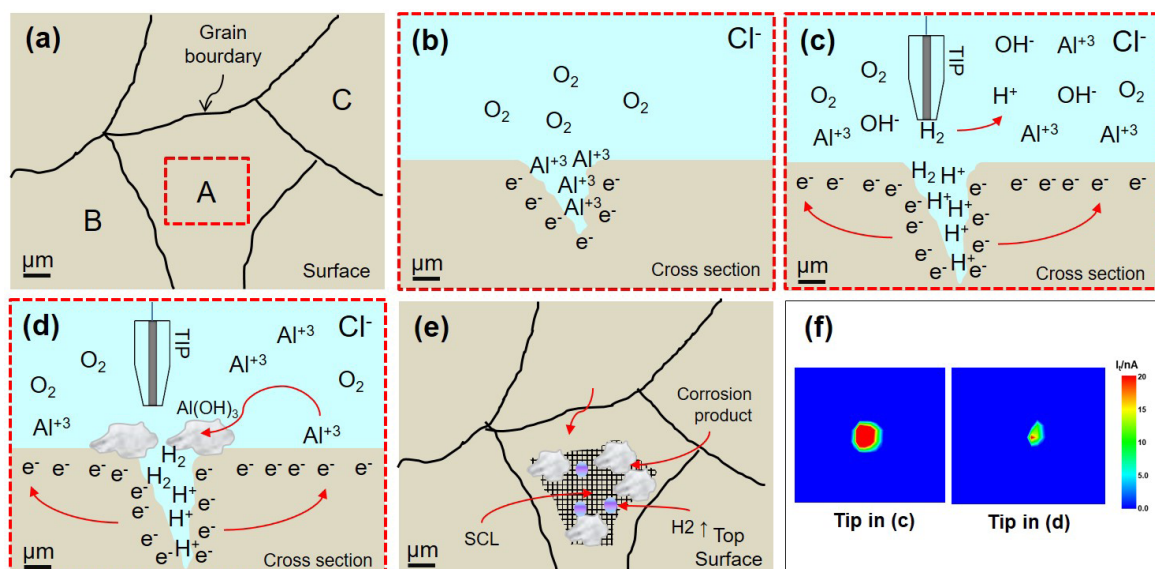 (a)
Grain
bourdary
C
A
B
μm
Surface
(b)
Cl-
O2
O2
O2
O2
Al+3 Al+3
Al+3
Al+3
e- e-
e- e-
e- e-
e-
μm
Cross section
(c)
TIP
OH- Al+3 Cl-
O2
O2 H+ OH- O2
Al+3 OH- H2 Al+3 Al+3
H2 H+
e- e- e- e- e- e- e- e- e- e-
H+ H+
e- e-
H+
e- e-
H+
e- e-
H+
e- e-
μm
Cross section
(d)
TIP
Al+3 Cl-
O2 Al+3
O2 O2
Al(OH)3
Al+3 Al+3
H2
e- e- e- e- e- e- e- e- e- e- e-
H2
H+ e-
e- H+ e-
e- H+ e-
μm
Cross section
(e)
Corrosion
product
SCL
H2 ↑ Top
Surface
μm
(f)
It/nA
20
15
10
5.0
0.0
Tip in (c)
Tip in (d)